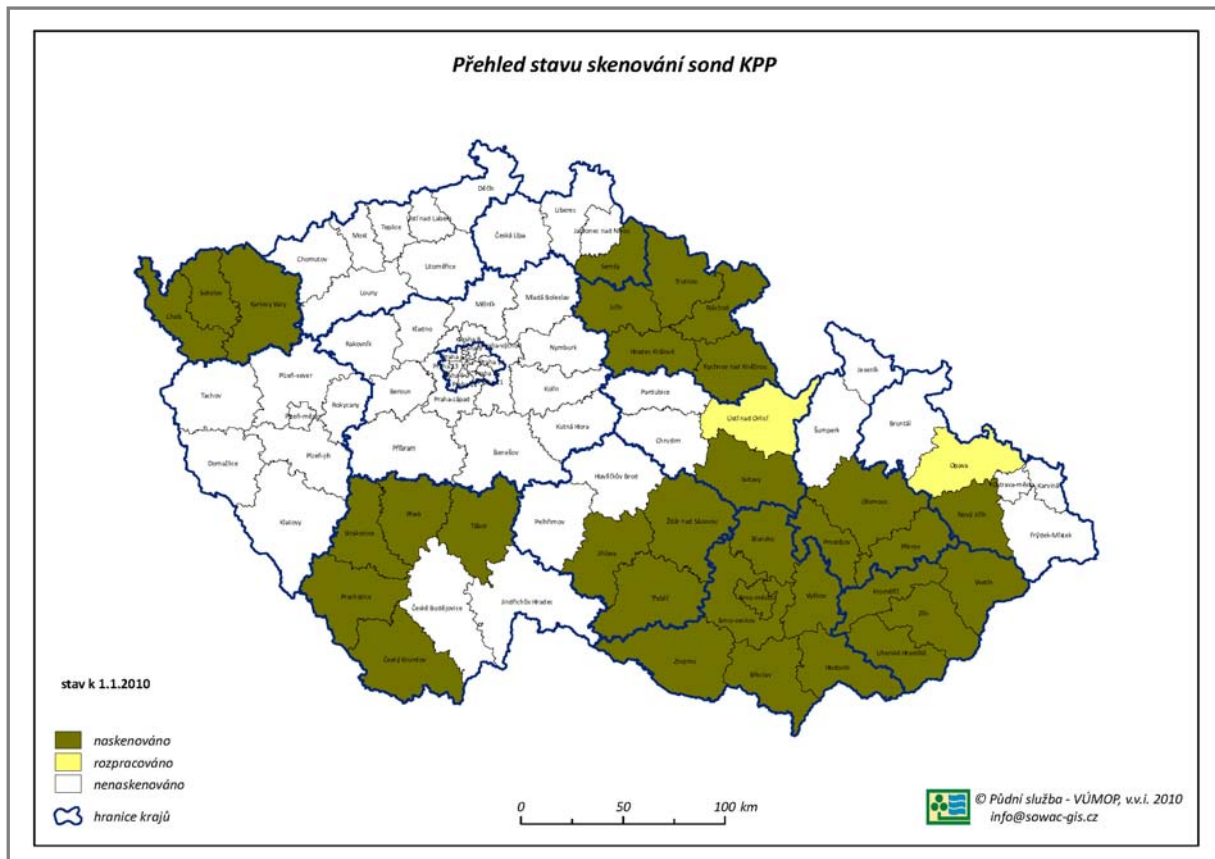 Přehled stavu skenování sond KPP
Děčín
Liberec
Ústí nad Labem
Teplice
Most
Česká Lípa
Jablonec nad Nisou
Chomutov
Litoměřice
Semily
Sokolov
Karlovy Vary
Cheb
Louny
Mladá Boleslav
Mělník
Jičín
Trutnov
Náchod
Kladno
Rakovník
Nymburk
Hradec Králové
Rychnov nad Kněžnou
Jeseník
Tachov
Plzeň-sever
Rokycany
Plzeň-město
Beroun
Praha-západ
Kolín
Pardubice
Ústí nad Orlicí
Šumperk
Bruntál
Kutná Hora
Chrudim
Příbram
Benešov
Domažlice
Plzeň-jih
Havlíčkův Brod
Svitavy
Opava
Ostrava-město
Karviná
Klatovy
Strakonice
Písek
Tábor
Pelhřimov
Žďár nad Sázavou
Olomouc
Nový Jičín
Frýdek-Místek
Jihlava
Blansko
Prostějov
Přerov
Prachatice
České Budějovice
Jindřichův Hradec
Třebíč
Brno-město
Brno-venkov
Vyškov
Kroměříž
Vsetín
Zlín
Český Krumlov
Znojmo
Břeclav
Hodonín
Uherské Hradiště
stav k 1.1.2010
naskenováno
rozpracováno
nenaskenováno
hranice krajů
0 50 100 km
© Půdní služba - VÚMOP, v.v.i. 2010
info@sowac-gis.cz